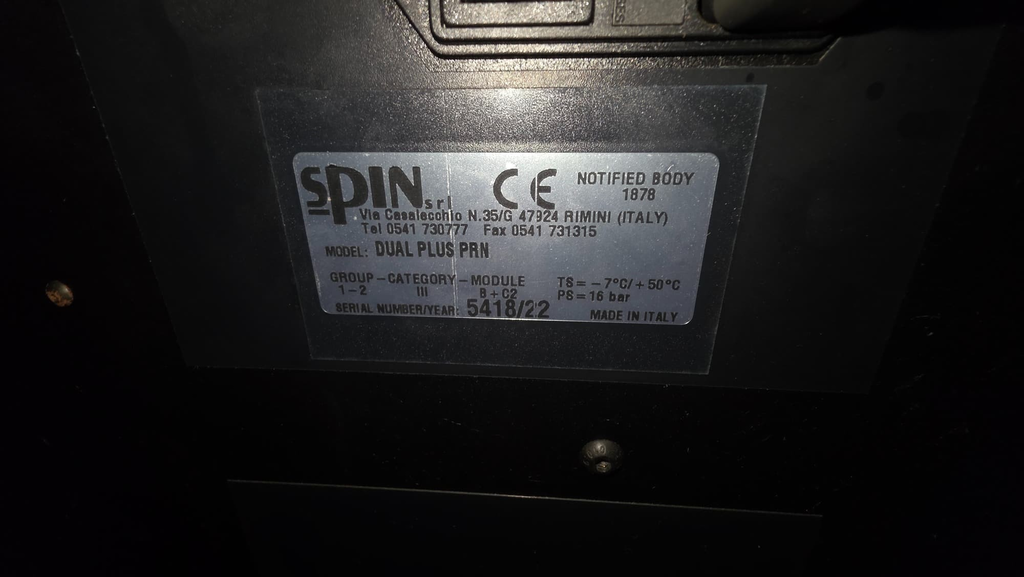 SPIN srl
CE
NOTIFIED BODY
1878
Via Casalecchio N.35/G 47924 RIMINI (ITALY)
Tel 0541 730777 Fax 0541 731315
MODEL: DUAL PLUS PRN
GROUP - CATEGORY - MODULE
1-2 III B + C2
TS = -7°C/+50°C
PS = 16 bar
SERIAL NUMBER/YEAR: 5418/22
MADE IN ITALY